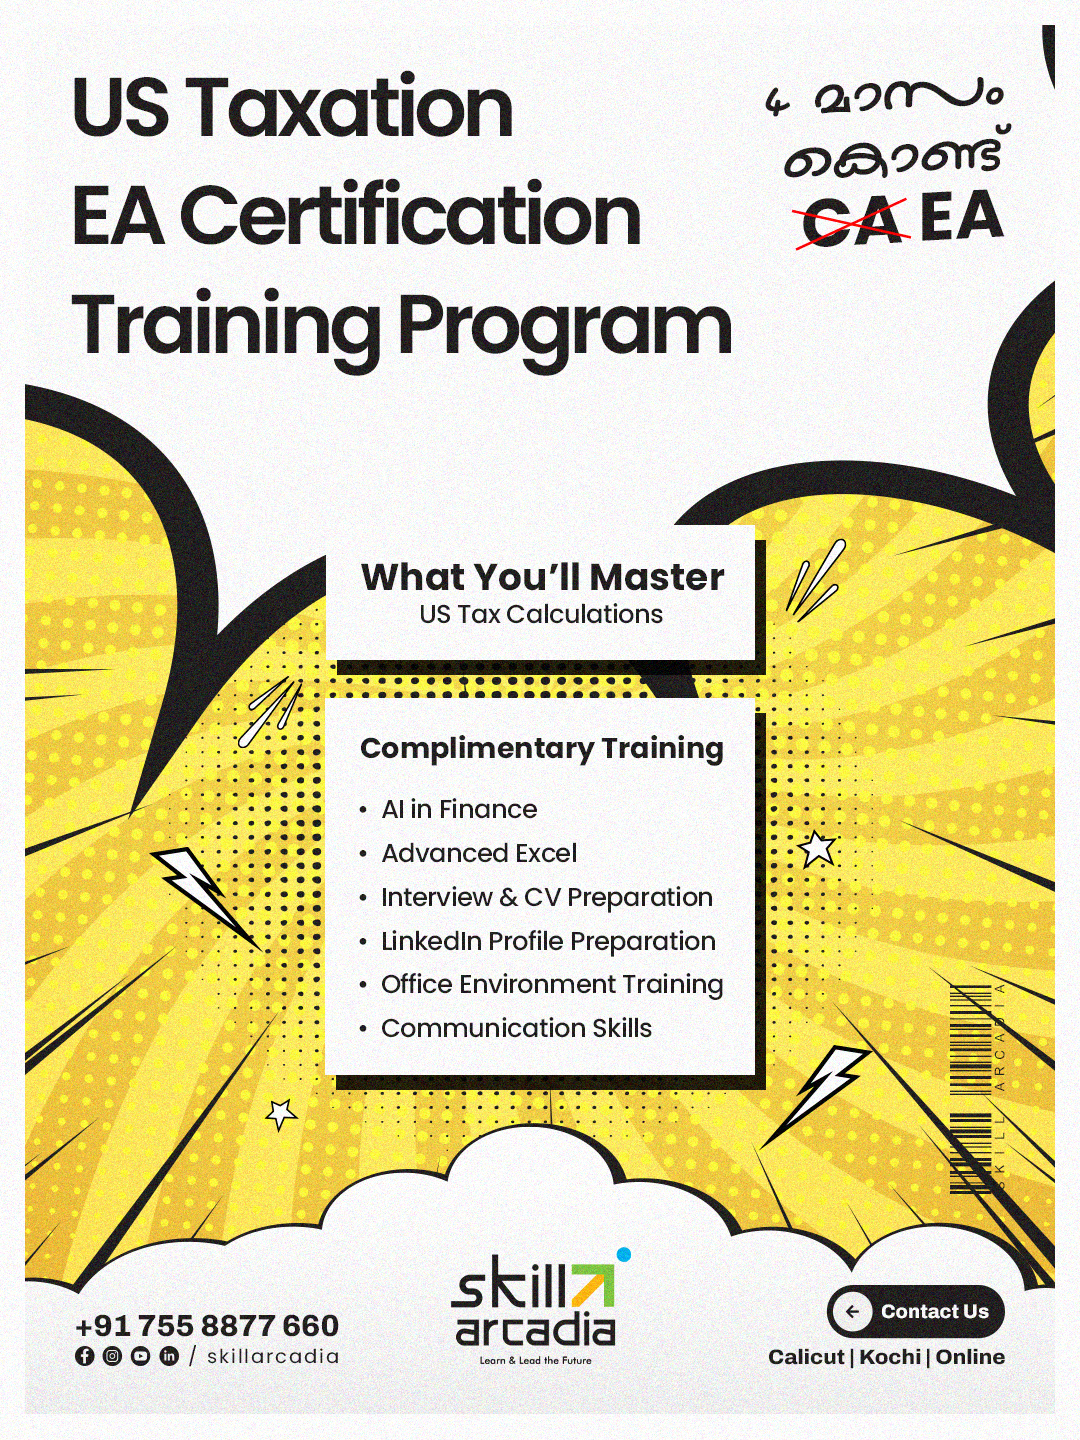 US Taxation
EA Certification
Training Program
4 മാസം
കൊണ്ട്
CA EA
What You’ll Master
US Tax Calculations
Complimentary Training
• AI in Finance
• Advanced Excel
• Interview & CV Preparation
• LinkedIn Profile Preparation
• Office Environment Training
• Communication Skills
SKILL ARCADIA
skill
arcadia
Learn & Lead the Future
+91 755 8877 660
/ skillarcadia
Contact Us
Calicut | Kochi | Online